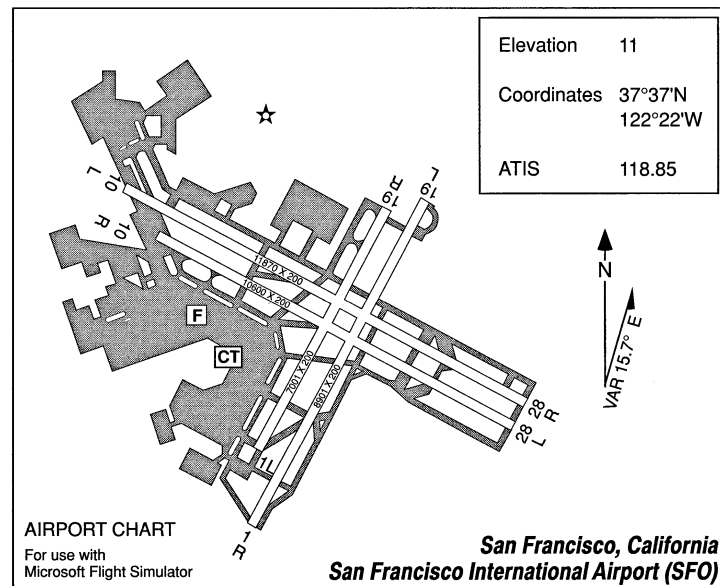 Elevation 11
Coordinates 37°37'N
122°22'W
ATIS 118.85
N
VAR 15.7° E
10 L
10 R
19 R
19 L
11870 X 200
10600 X 200
7001 X 200
8901 X 200
F
CT
28 R
28 L
1L
1 R
AIRPORT CHART
For use with
Microsoft Flight Simulator
San Francisco, California
San Francisco International Airport (SFO)